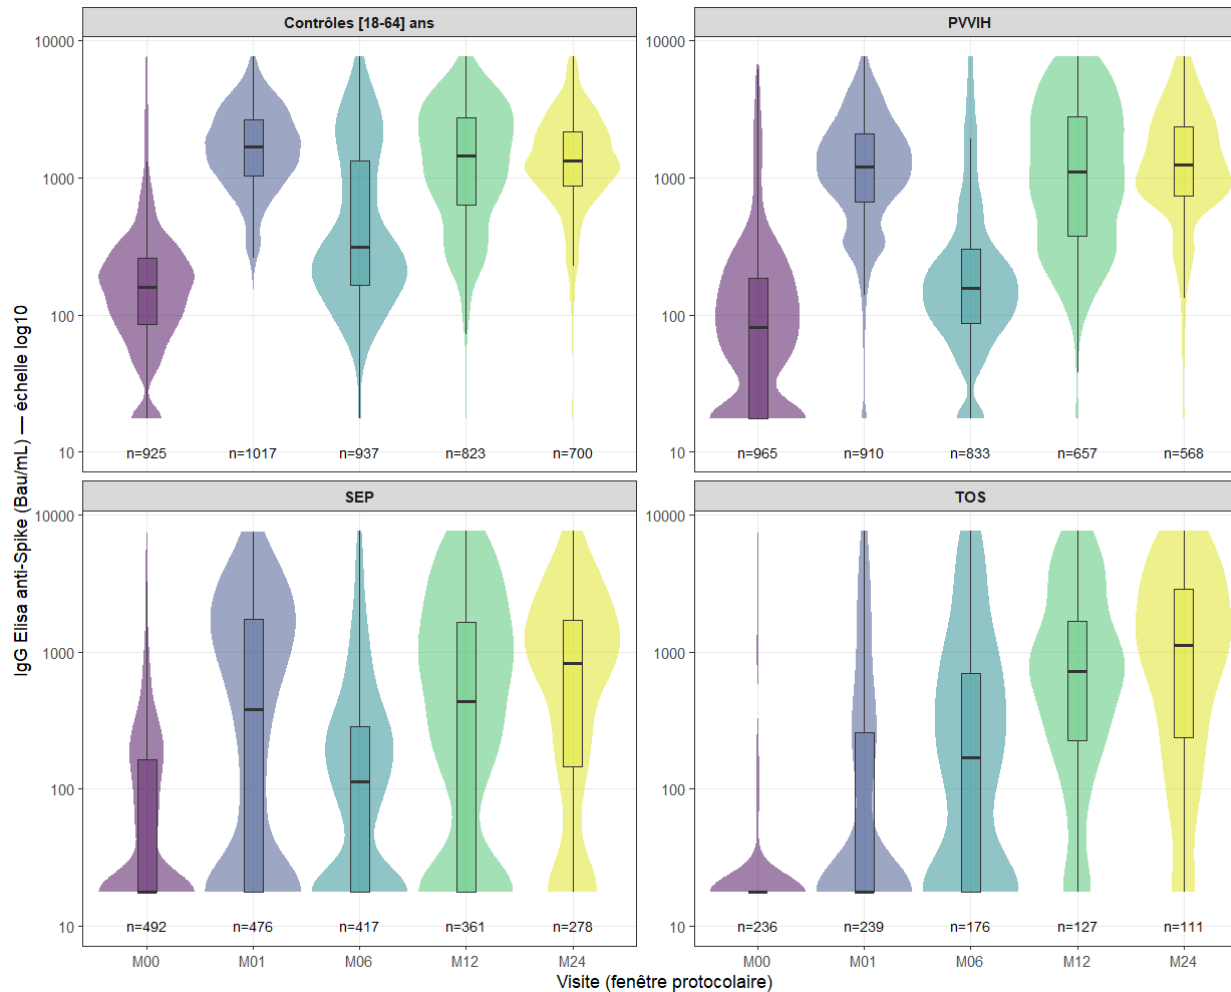 Contrôles [18-64] ans
PVVIH
10000
1000
100
10
n=925 n=1017 n=937 n=823 n=700
n=965 n=910 n=833 n=657 n=568
SEP
TOS
10000
1000
100
10
n=492 n=476 n=417 n=361 n=278
n=236 n=239 n=176 n=127 n=111
M00 M01 M06 M12 M24
M00 M01 M06 M12 M24
Visite (fenêtre protocolaire)
IgG Elisa anti-Spike (Bau/mL) — échelle log10